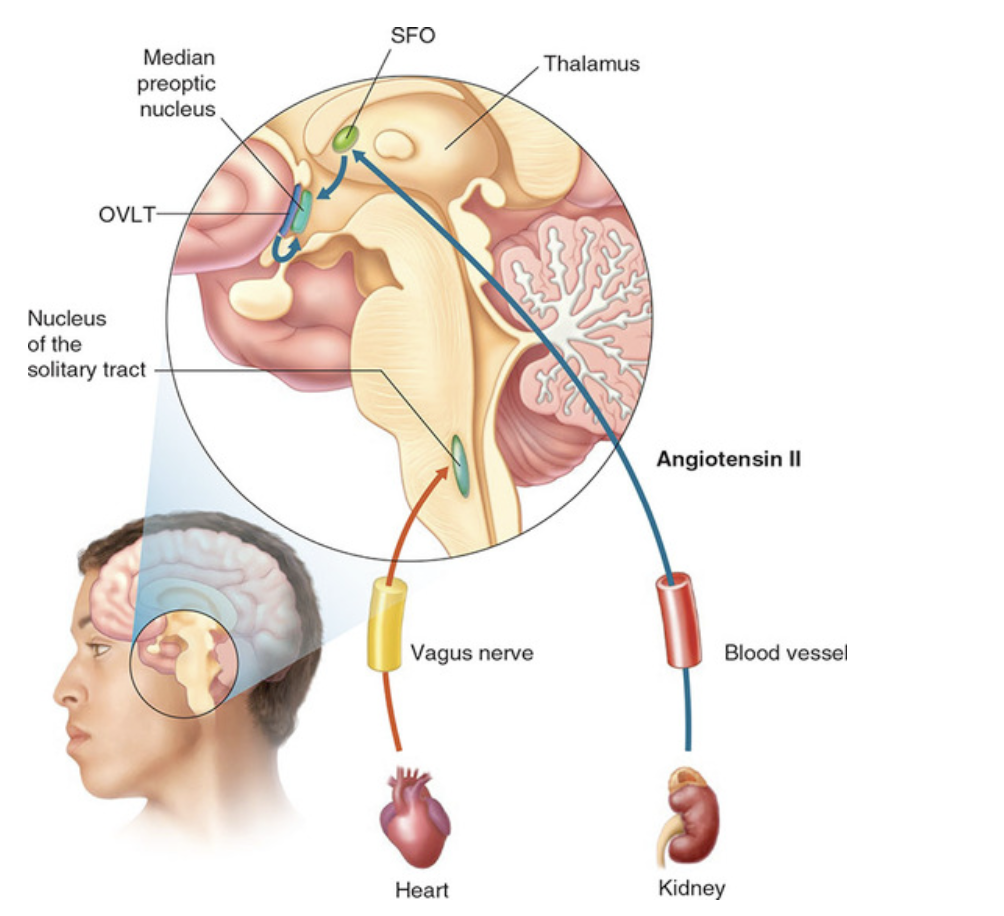 SFO
Median
preoptic
nucleus
Thalamus
OVLT
Nucleus
of the
solitary tract
Angiotensin II
Vagus nerve
Blood vessel
Heart
Kidney